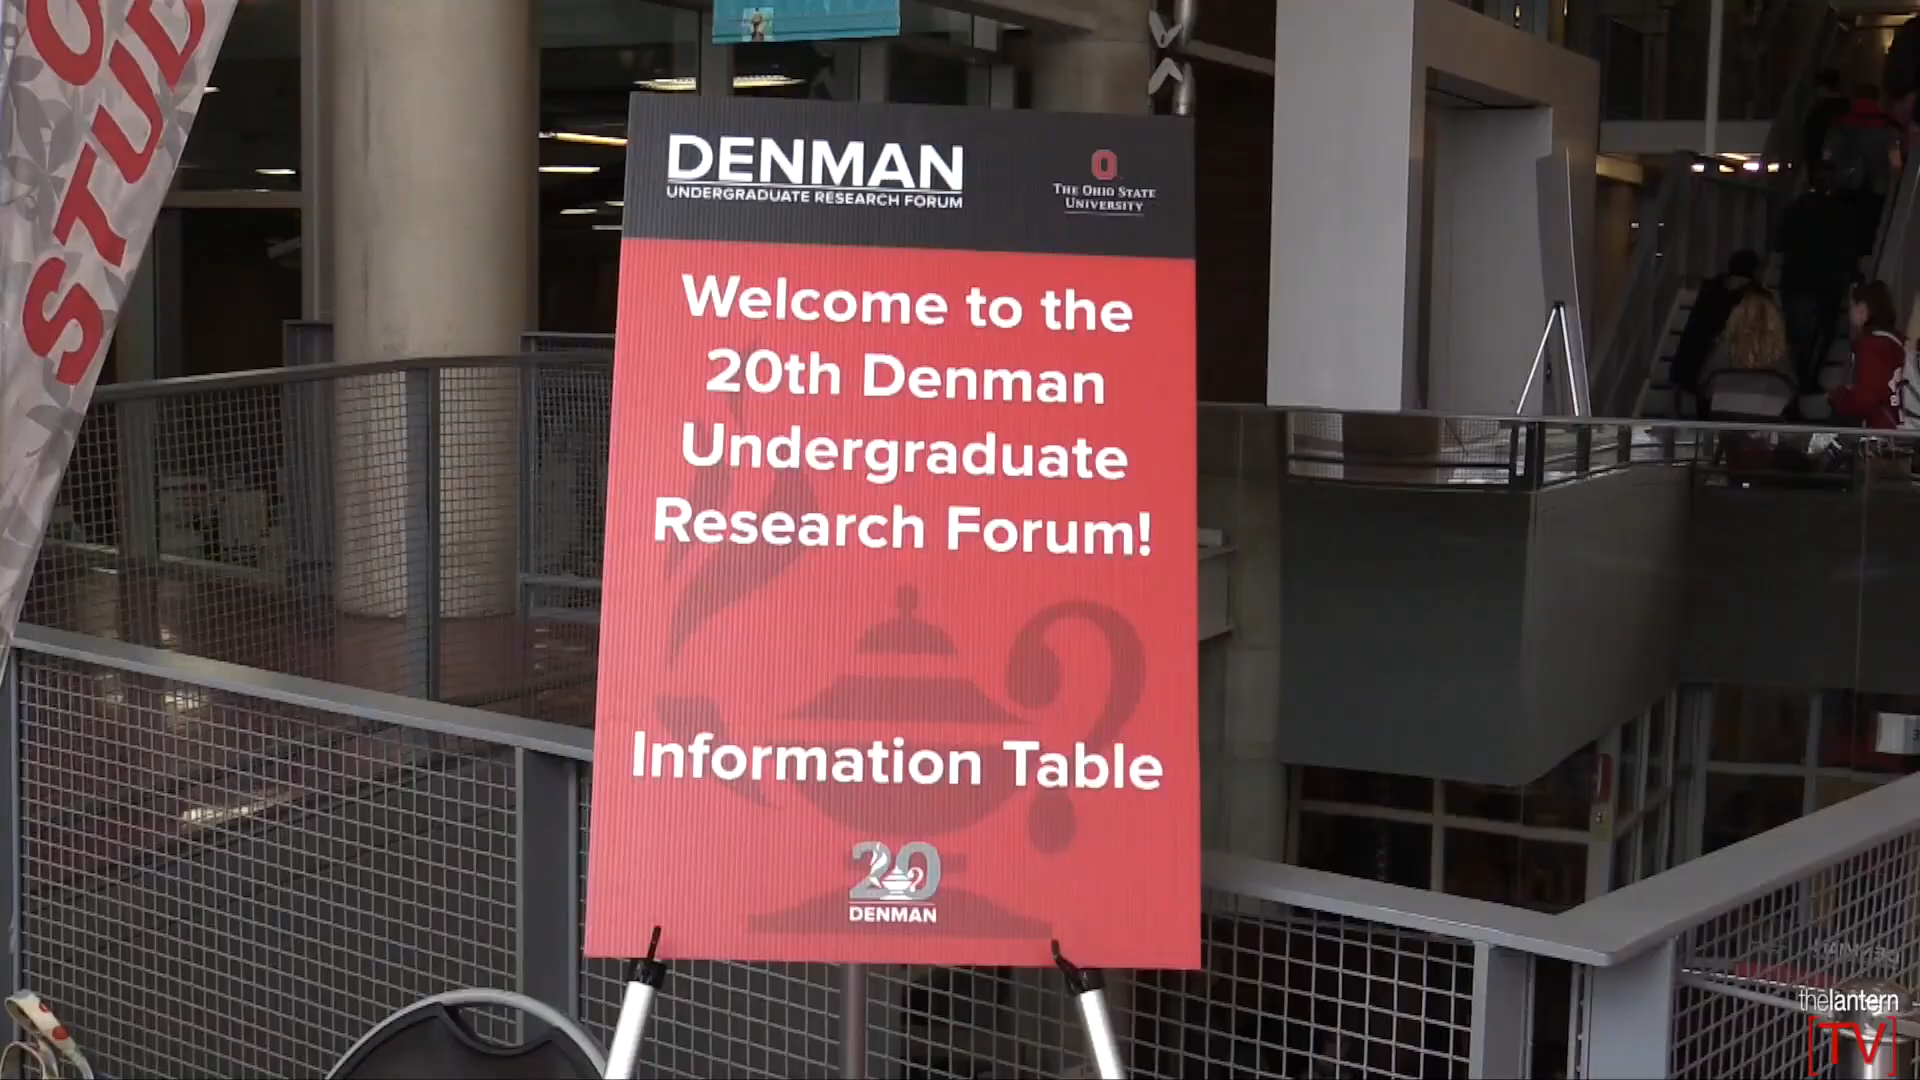 STUD
DENMAN
UNDERGRADUATE RESEARCH FORUM
THE OHIO STATE
UNIVERSITY
Welcome to the
20th Denman
Undergraduate
Research Forum!
Information Table
20
DENMAN
thelantern
[TV]